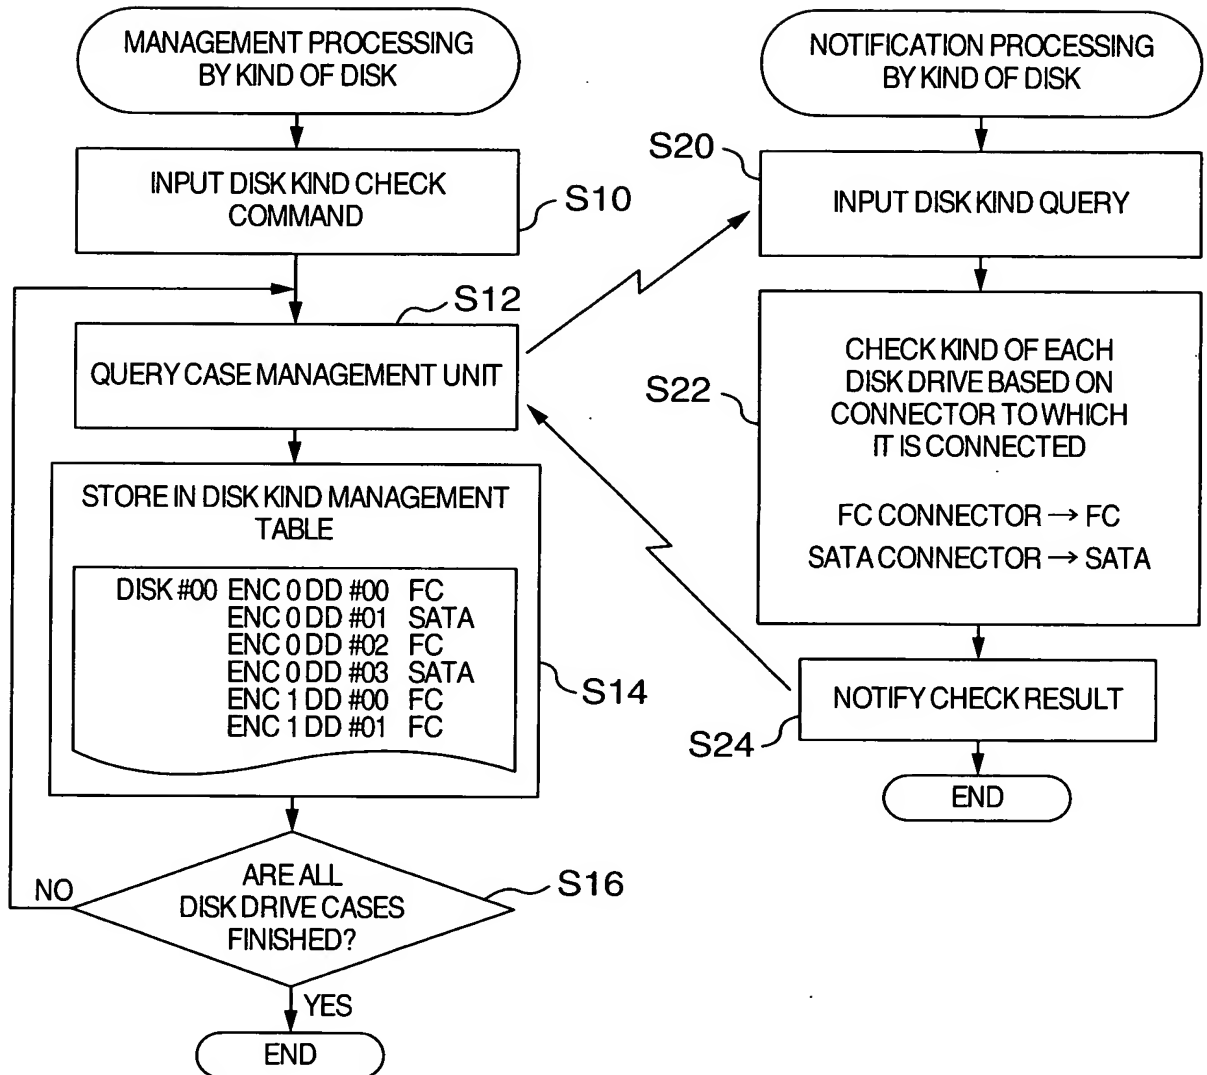 MANAGEMENT PROCESSING
BY KIND OF DISK
INPUT DISK KIND CHECK
COMMAND
S10
S12
QUERY CASE MANAGEMENT UNIT
STORE IN DISK KIND MANAGEMENT
TABLE
DISK #00 ENC 0 DD #00 FC
ENC 0 DD #01 SATA
ENC 0 DD #02 FC
ENC 0 DD #03 SATA
ENC 1 DD #00 FC
ENC 1 DD #01 FC
S14
ARE ALL
DISK DRIVE CASES
FINISHED?
S16
NO
YES
END
NOTIFICATION PROCESSING
BY KIND OF DISK
S20
INPUT DISK KIND QUERY
S22
CHECK KIND OF EACH
DISK DRIVE BASED ON
CONNECTOR TO WHICH
IT IS CONNECTED
FC CONNECTOR → FC
SATA CONNECTOR → SATA
NOTIFY CHECK RESULT
S24
END